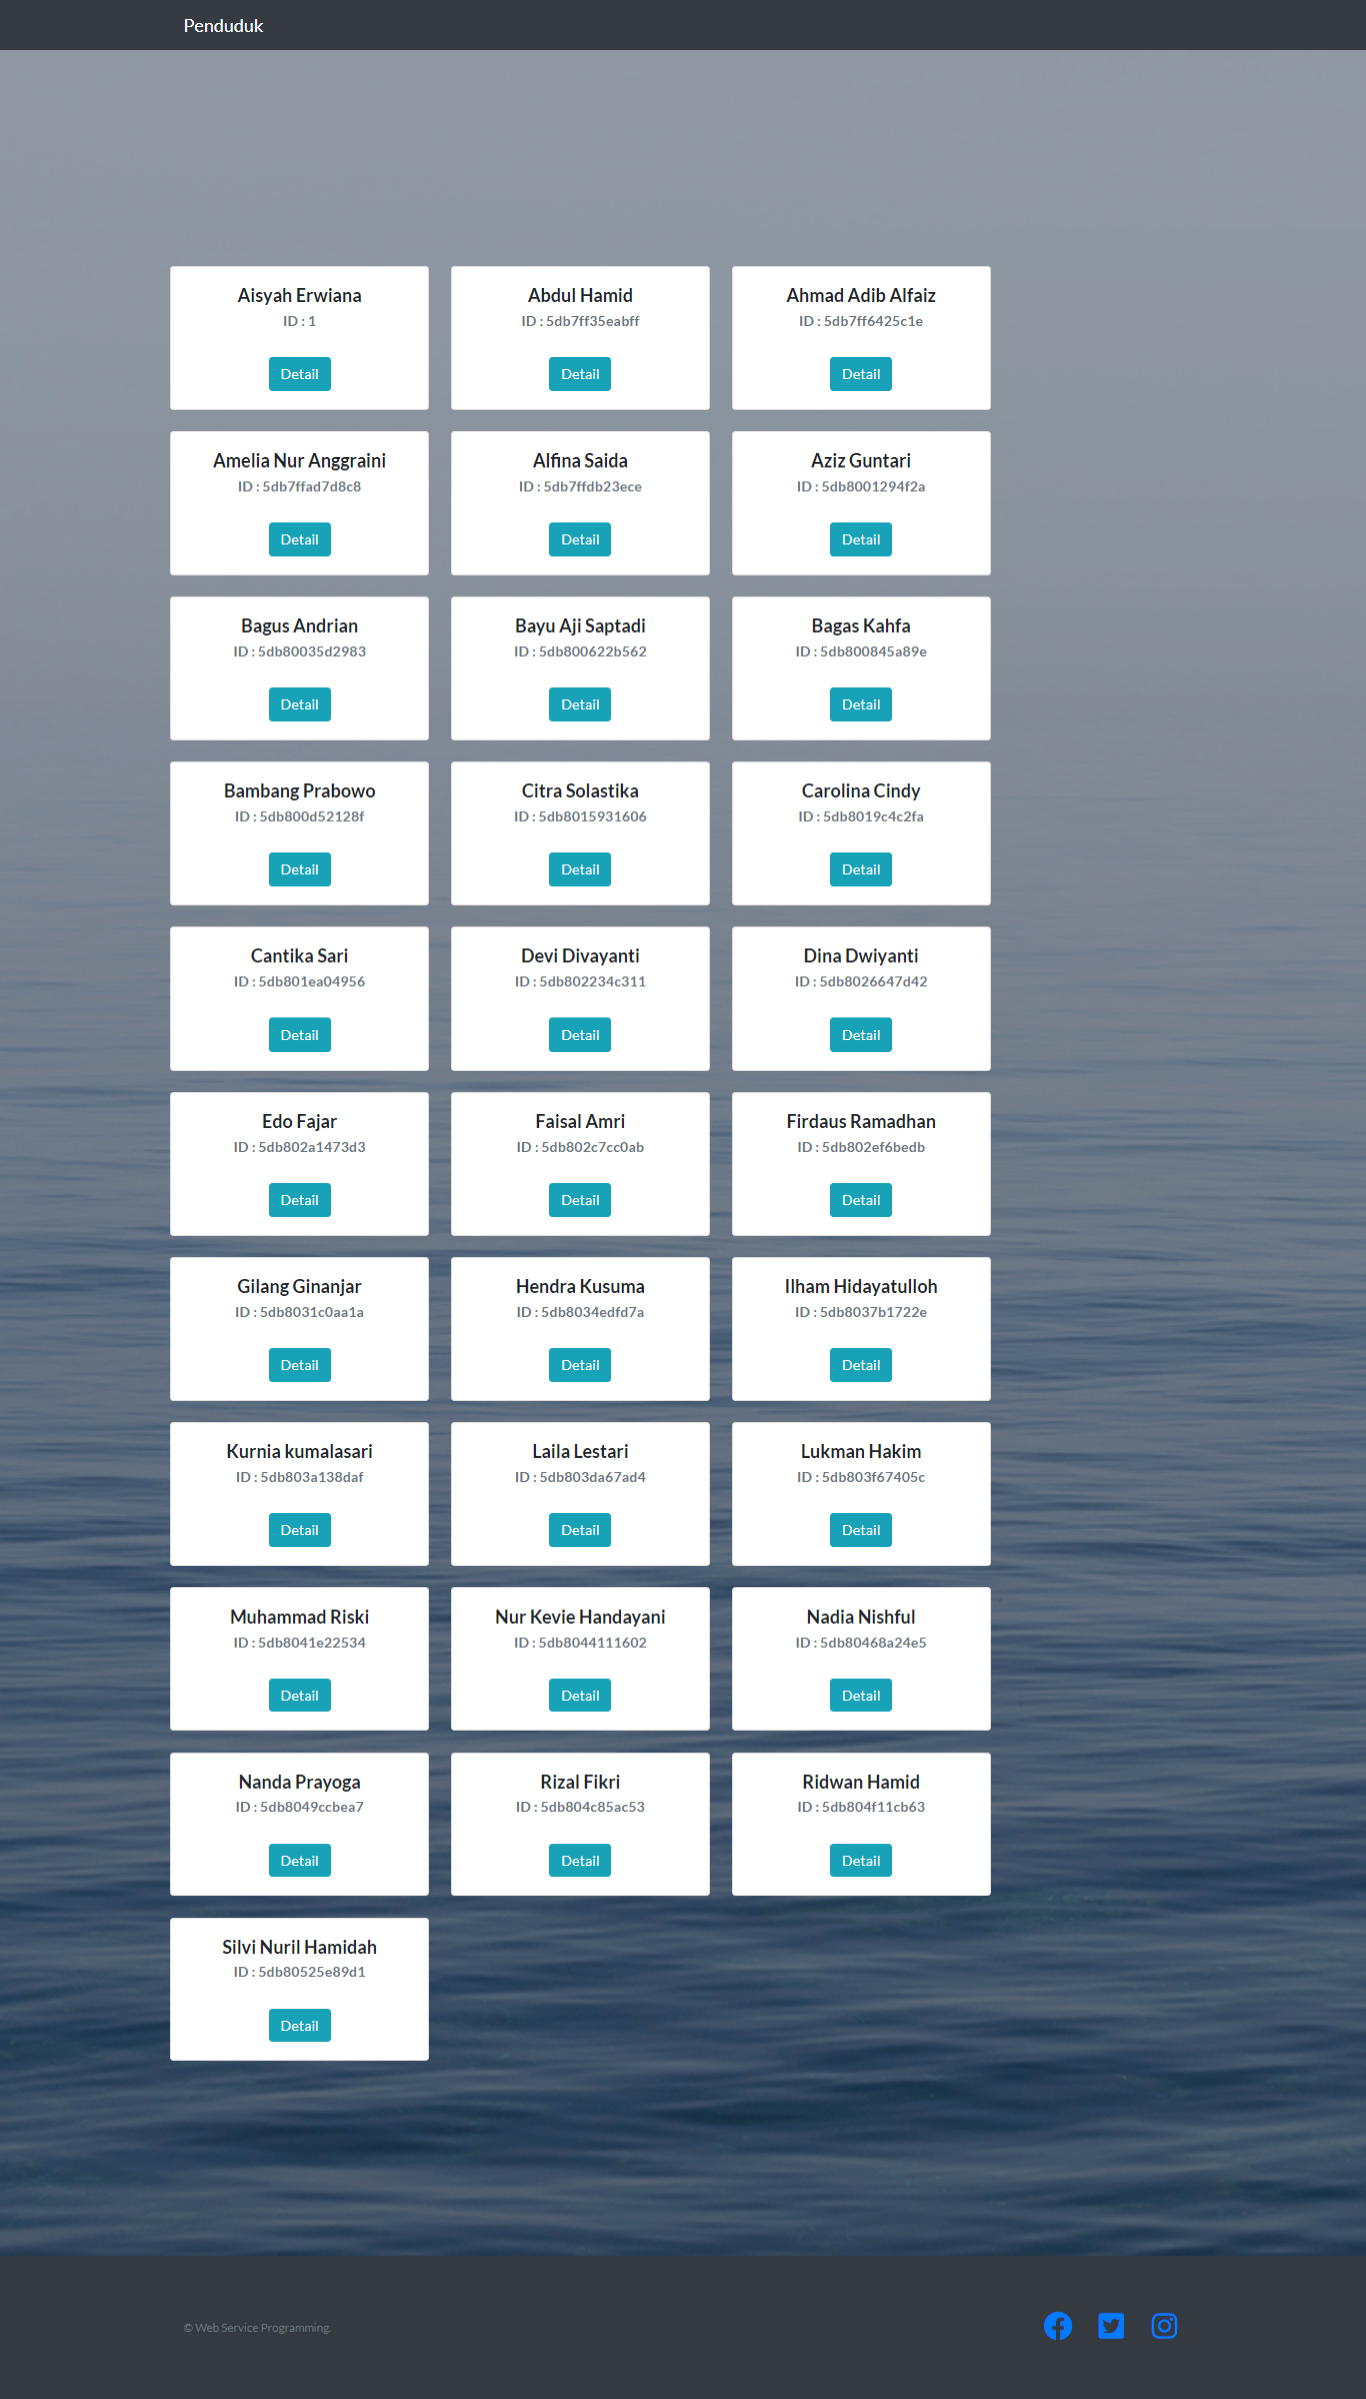 Penduduk
Aisyah Erwiana
ID : 1
Detail
Abdul Hamid
ID : 5db7ff35eabff
Detail
Ahmad Adib Alfaiz
ID : 5db7ff6425c1e
Detail
Amelia Nur Anggraini
ID : 5db7ffad7d8c8
Detail
Alfina Saida
ID : 5db7ffdb23ece
Detail
Aziz Guntari
ID : 5db8001294f2a
Detail
Bagus Andrian
ID : 5db80035d2983
Detail
Bayu Aji Saptadi
ID : 5db800622b562
Detail
Bagas Kahfa
ID : 5db800845a89e
Detail
Bambang Prabowo
ID : 5db800d52128f
Detail
Citra Solastika
ID : 5db8015931606
Detail
Carolina Cindy
ID : 5db8019c4c2fa
Detail
Cantika Sari
ID : 5db801ea04956
Detail
Devi Divayanti
ID : 5db802234c311
Detail
Dina Dwiyanti
ID : 5db8026647d42
Detail
Edo Fajar
ID : 5db802a1473d3
Detail
Faisal Amri
ID : 5db802c7cc0ab
Detail
Firdaus Ramadhan
ID : 5db802ef6bedb
Detail
Gilang Ginanjar
ID : 5db8031c0aa1a
Detail
Hendra Kusuma
ID : 5db8034edfd7a
Detail
Ilham Hidayatulloh
ID : 5db8037b1722e
Detail
Kurnia kumalasari
ID : 5db803a138daf
Detail
Laila Lestari
ID : 5db803da67ad4
Detail
Lukman Hakim
ID : 5db803f67405c
Detail
Muhammad Riski
ID : 5db8041e22534
Detail
Nur Kevie Handayani
ID : 5db8044111602
Detail
Nadia Nishful
ID : 5db80468a24e5
Detail
Nanda Prayoga
ID : 5db8049ccbea7
Detail
Rizal Fikri
ID : 5db804c85ac53
Detail
Ridwan Hamid
ID : 5db804f11cb63
Detail
Silvi Nuril Hamidah
ID : 5db80525e89d1
Detail
© Web Service Programming.